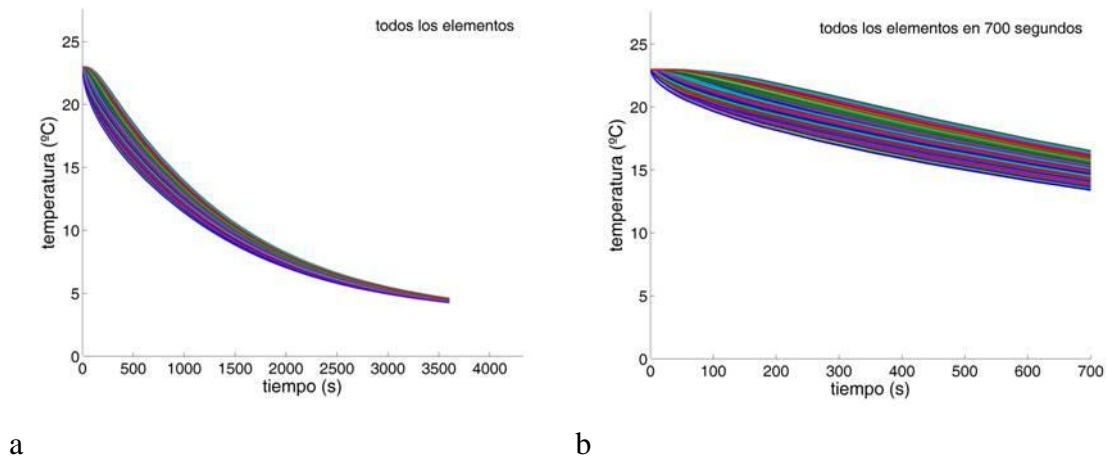 todos los elementos
25
20
15
10
5
0
temperatura (ºC)
0 500 1000 1500 2000 2500 3000 3500 4000
tiempo (s)
a
todos los elementos en 700 segundos
25
20
15
10
5
0
temperatura (ºC)
0 100 200 300 400 500 600 700
tiempo (s)
b